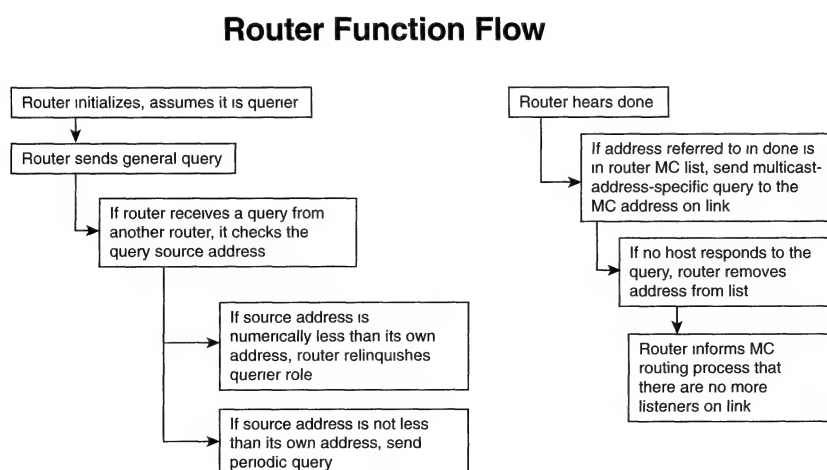 Router Function Flow
Router initializes, assumes it is querier
Router sends general query
If router receives a query from
another router, it checks the
query source address
If source address is
numerically less than its own
address, router relinquishes
querier role
If source address is not less
than its own address, send
periodic query
Router hears done
If address referred to in done is
in router MC list, send multicast-
address-specific query to the
MC address on link
If no host responds to the
query, router removes
address from list
Router informs MC
routing process that
there are no more
listeners on link